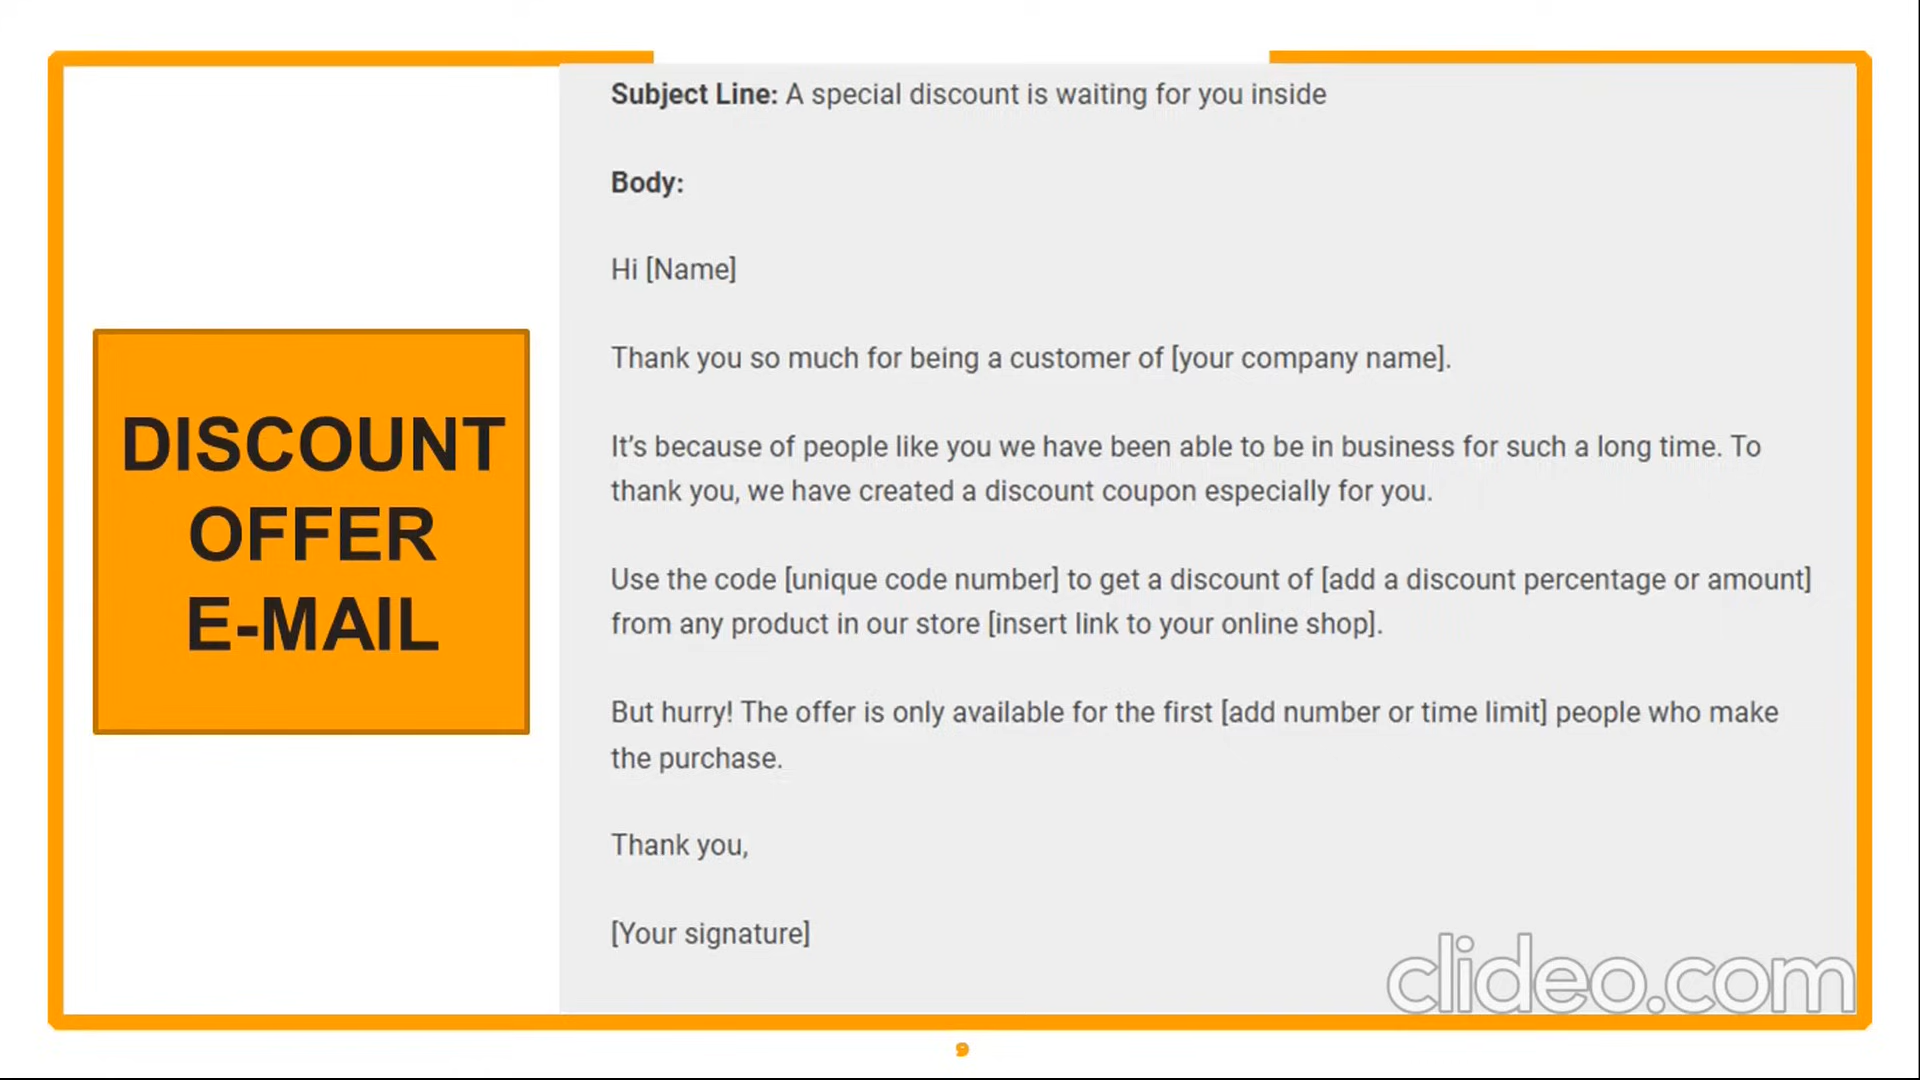 DISCOUNT
OFFER
E-MAIL
Subject Line: A special discount is waiting for you inside
Body:
Hi [Name]
Thank you so much for being a customer of [your company name].
It’s because of people like you we have been able to be in business for such a long time. To
thank you, we have created a discount coupon especially for you.
Use the code [unique code number] to get a discount of [add a discount percentage or amount]
from any product in our store [insert link to your online shop].
But hurry! The offer is only available for the first [add number or time limit] people who make
the purchase.
Thank you,
[Your signature]
clideo.com
9